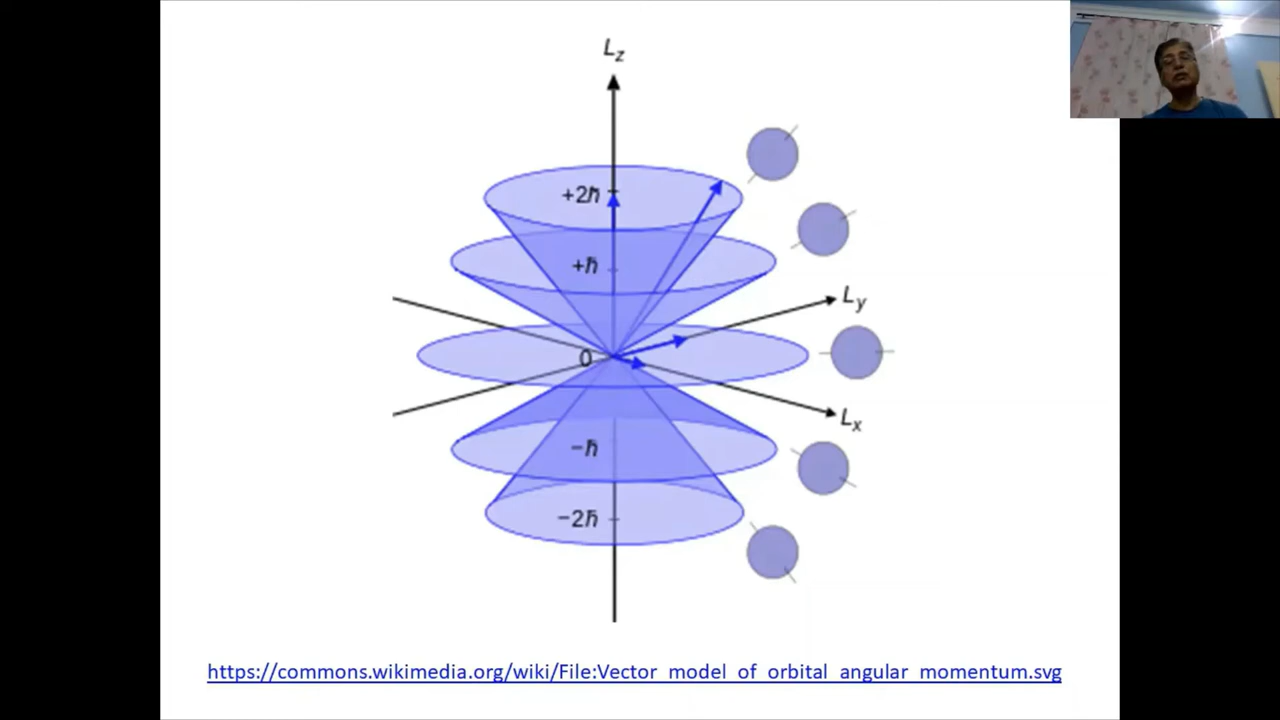 Lz
+2ħ
+ħ
Ly
0
Lx
−ħ
−2ħ
https://commons.wikimedia.org/wiki/File:Vector_model_of_orbital_angular_momentum.svg